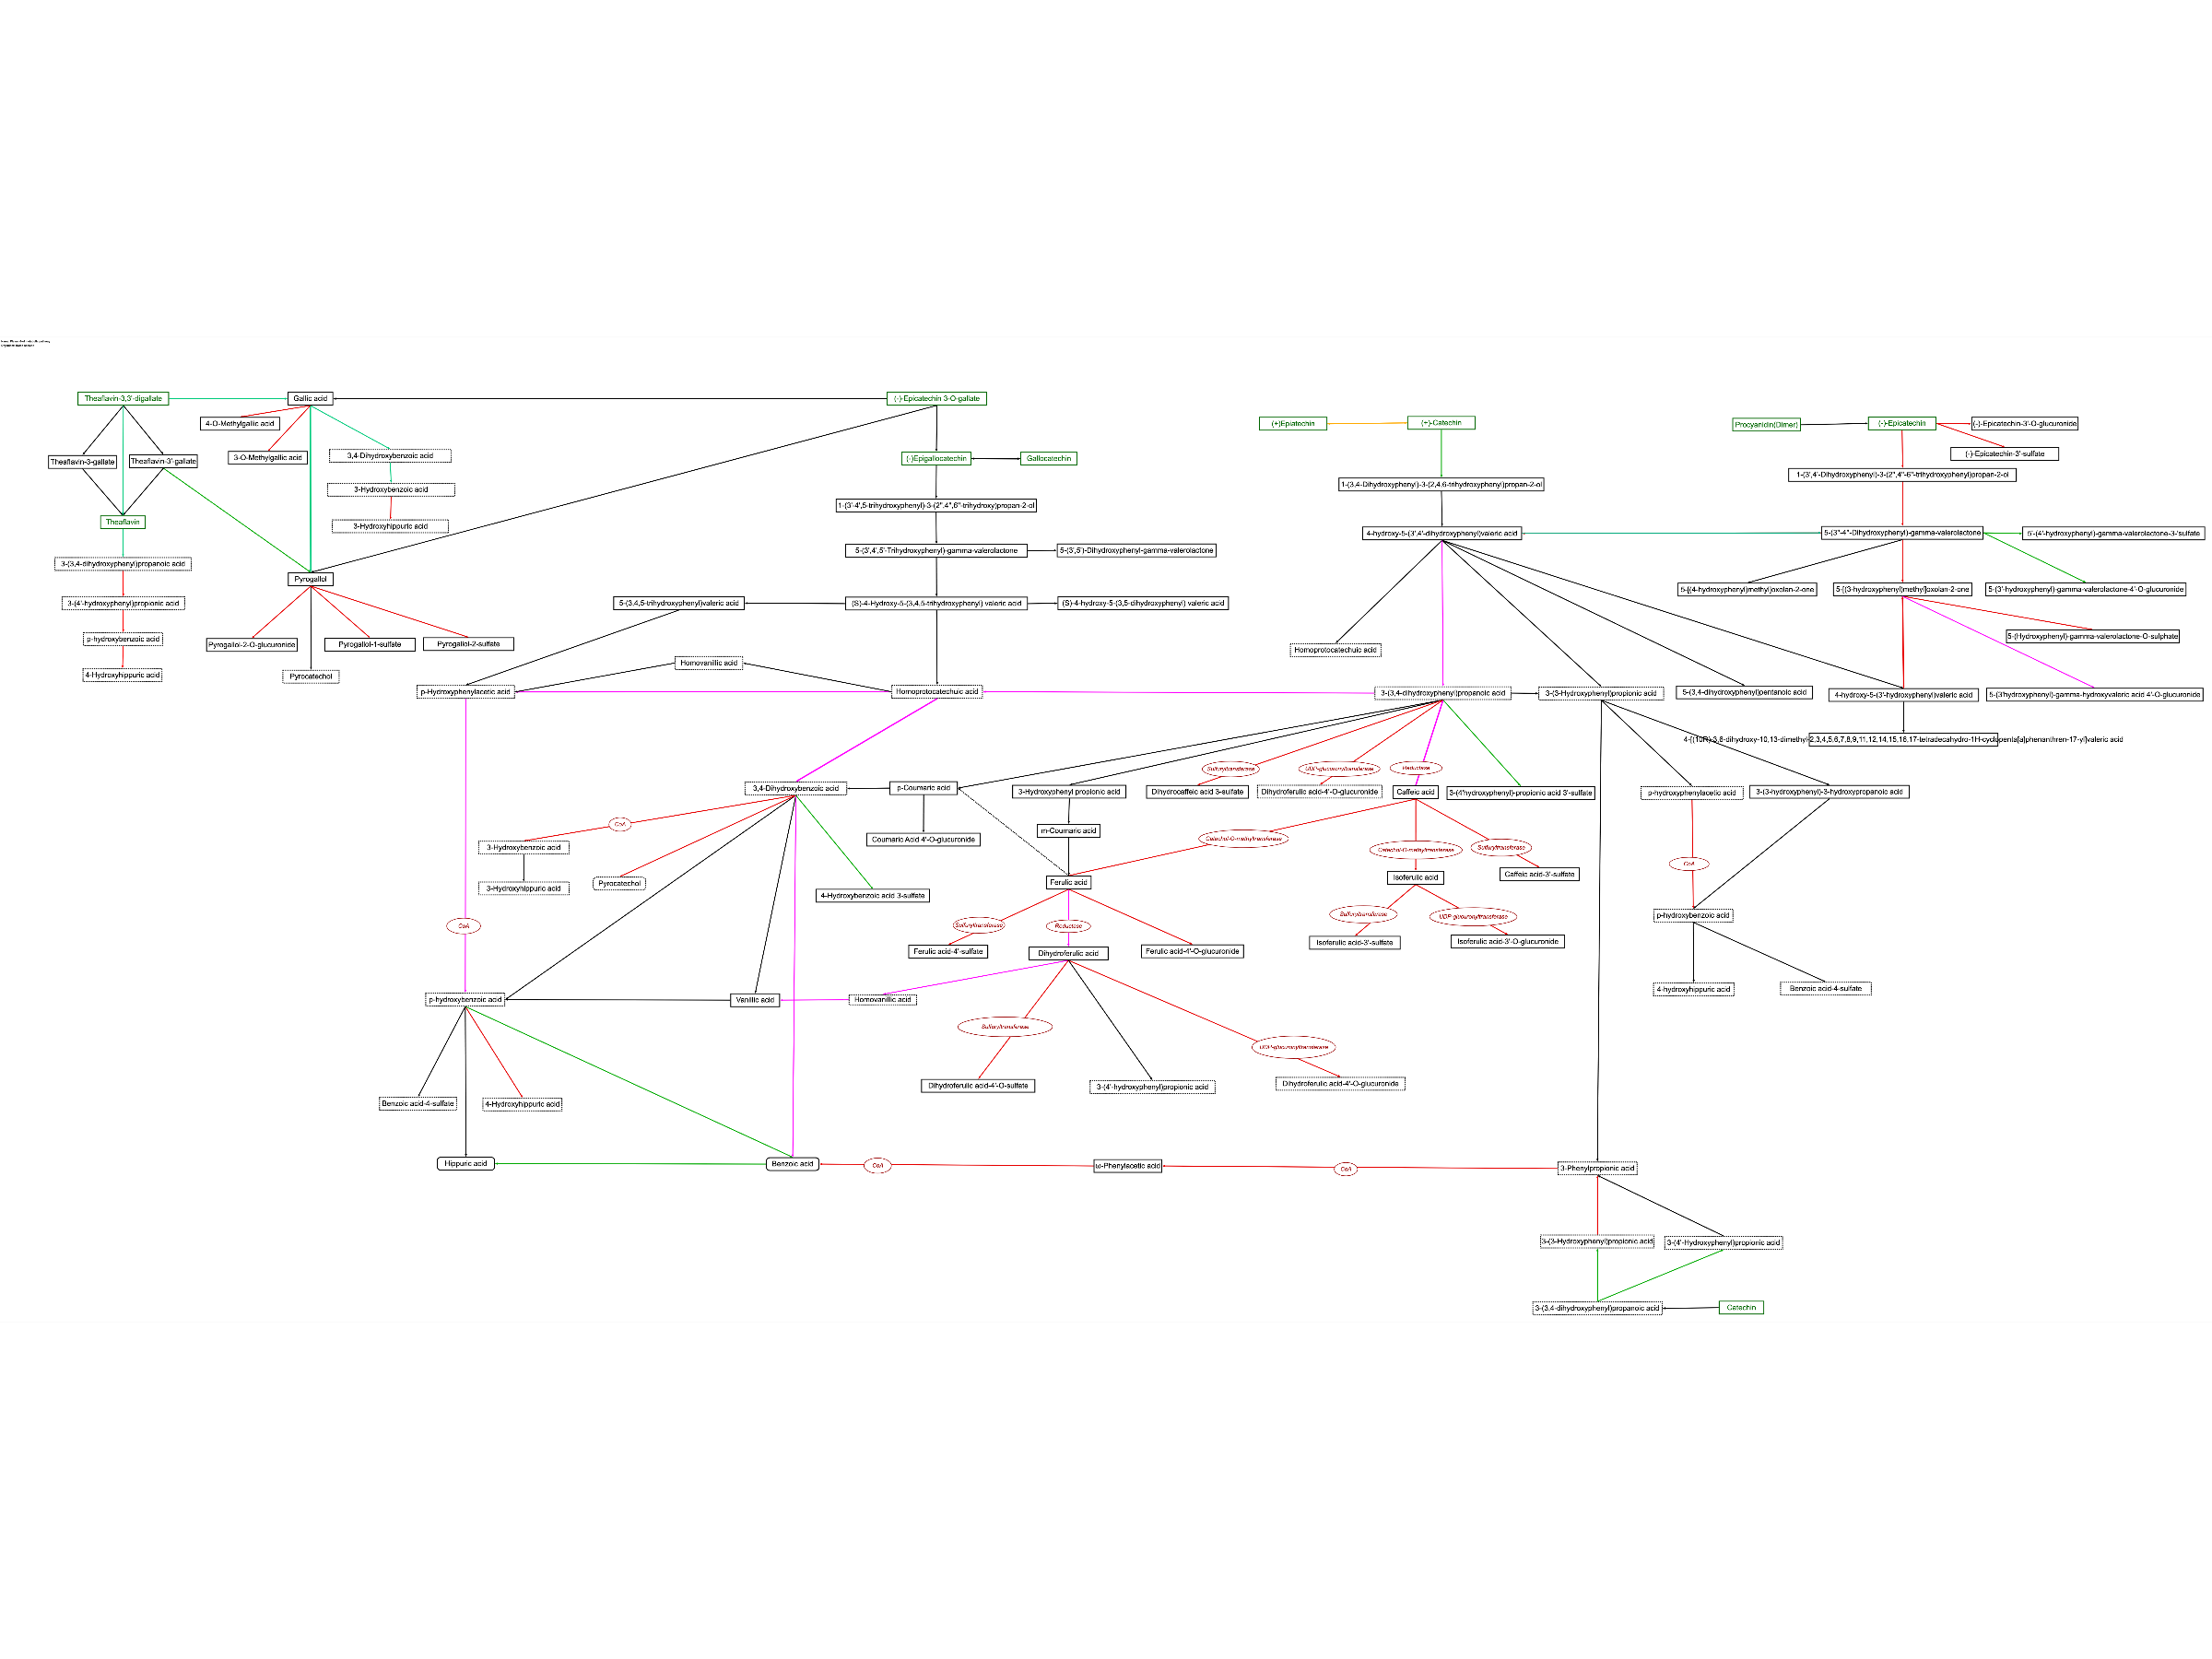 Theaflavin-3,3'-digallate
Gallic acid
(-)-Epicatechin 3-O-gallate
4-O-Methylgallic acid
(+)Epiatechin
(+)-Catechin
Procyanidin(Dimer)
(-)-Epicatechin
(-)-Epicatechin-3'-O-glucuronide
Theaflavin-3-gallate
Theaflavin-3'-gallate
3-O-Methylgallic acid
3,4-Dihydroxybenzoic acid
(-)Epigallocatechin
Gallocatechin
(-)-Epicatechin-3'-sulfate
1-(3',4'-Dihydroxyphenyl)-3-(2",4"-6"-trihydroxyphenyl)propan-2-ol
3-Hydroxybenzoic acid
1-(3,4-Dihydroxyphenyl)-3-(2,4,6-trihydroxyphenyl)propan-2-ol
1-(3'-4',5-trihydroxyphenyl)-3-(2",4",6"-trihydroxy)propan-2-ol
Theaflavin
3-Hydroxyhippuric acid
4-hydroxy-5-(3',4'-dihydroxyphenyl)valeric acid
5-(3"-4"-Dihydroxyphenyl)-gamma-valerolactone
5'-(4'-hydroxyphenyl)-gamma-valerolactone-3-'sulfate
5-(3',4',5'-Trihydroxyphenyl)-gamma-valerolactone
5-(3',5')-Dihydroxyphenyl-gamma-valerolactone
3-(3,4-dihydroxyphenyl)propanoic acid
Pyrogallol
5-[(4-hydroxyphenyl)methyl]oxolan-2-one
5-[(3-hydroxyphenyl)methyl]oxolan-2-one
5-(3'-hydroxyphenyl)-gamma-valerolactone-4'-O-glucuronide
3-(4'-hydroxyphenyl)propionic acid
5-(3,4,5-trihydroxyphenyl)valeric acid
(S)-4-Hydroxy-5-(3,4,5-trihydroxyphenyl) valeric acid
(S)-4-hydroxy-5-(3,5-dihydroxyphenyl) valeric acid
p-hydroxybenzoic acid
Pyrogallol-2-O-glucuronide
Pyrogallol-1-sulfate
Pyrogallol-2-sulfate
5-(Hydroxyphenyl)-gamma-valerolactone-O-sulphate
Homoprotocatechuic acid
4-Hydroxyhippuric acid
Pyrocatechol
Homovanillic acid
p-Hydroxyphenylacetic acid
Homoprotocatechuic acid
3-(3,4-dihydroxyphenyl)propanoic acid
3-(3-Hydroxyphenyl)propionic acid
5-(3,4-dihydroxyphenyl)pentanoic acid
4-hydroxy-5-(3'-hydroxyphenyl)valeric acid
5-(3'hydroxyphenyl)-gamma-hydroxyvaleric acid 4'-O-glucuronide
4-[(10R)-3,6-dihydroxy-10,13-dimethyl-2,3,4,5,6,7,8,9,11,12,14,15,16,17-tetradecahydro-1H-cyclopenta[a]phenanthren-17-yl]valeric acid
Sulfuryltransferase
UDP-glucouronyltransferase
Reductase
3,4-Dihydroxybenzoic acid
p-Coumaric acid
3-Hydroxyphenyl propionic acid
Dihydrocaffeic acid 3-sulfate
Dihydroferulic acid-4'-O-glucuronide
Caffeic acid
3-(4'hydroxyphenyl)-propionic acid 3'-sulfate
p-hydroxyphenylacetic acid
3-(3-hydroxyphenyl)-3-hydroxypropanoic acid
CoA
m-Coumaric acid
Coumaric Acid 4'-O-glucuronide
Catechol-O-methyltransferase
3-Hydroxybenzoic acid
Catechol-O-methyltransferase
Sulfuryltransferase
CoA
3-Hydroxyhippuric acid
Pyrocatechol
4-Hydroxybenzoic acid 3-sulfate
Ferulic acid
Isoferulic acid
Caffeic acid-3'-sulfate
p-hydroxybenzoic acid
CoA
Sulfuryltransferase
Reductase
Sulfuryltransferase
UDP-glucouronyltransferase
Ferulic acid-4'-sulfate
Dihydroferulic acid
Ferulic acid-4'-O-glucuronide
Isoferulic acid-3'-sulfate
Isoferulic acid-3'-O-glucuronide
4-hydroxyhippuric acid
Benzoic acid-4-sulfate
p-hydroxybenzoic acid
Vanillic acid
Homovanillic acid
Sulfuryltransferase
UDP-glucouronyltransferase
Dihydroferulic acid-4'-O-sulfate
3-(4'-hydroxyphenyl)propionic acid
Dihydroferulic acid-4'-O-glucuronide
Benzoic acid-4-sulfate
4-Hydroxyhippuric acid
Hippuric acid
Benzoic acid
CoA
ω-Phenylacetic acid
CoA
3-Phenylpropionic acid
3-(3-Hydroxyphenyl)propionic acid
3-(4'-Hydroxyphenyl)propionic acid
3-(3,4-dihydroxyphenyl)propanoic acid
Catechin